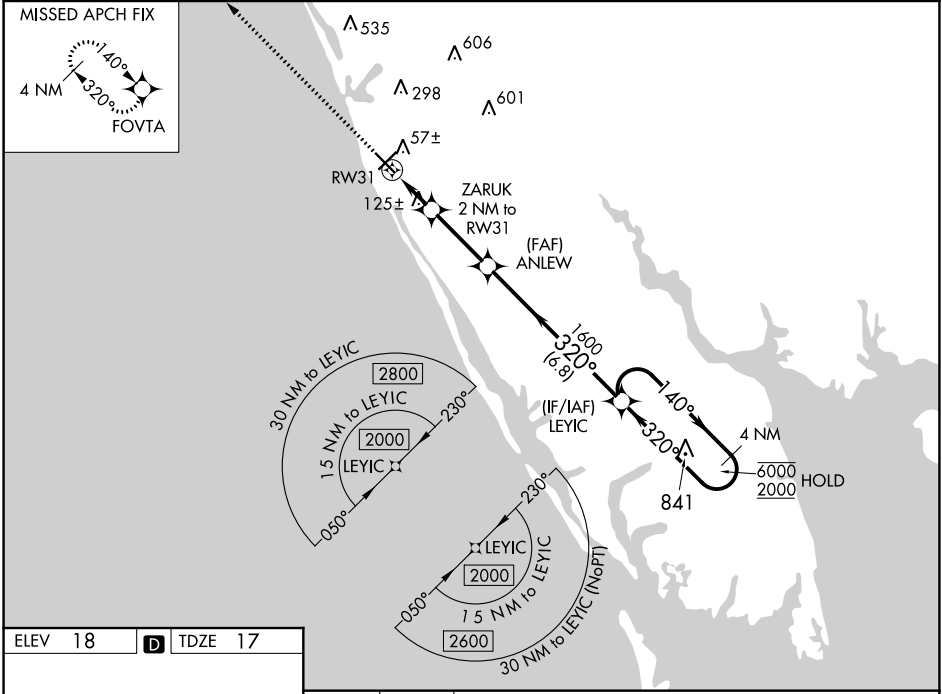 MISSED APCH FIX
140°
4 NM
320°
FOVTA
535
606
298
601
57±
RW31
125±
ZARUK
2 NM to
RW31
(FAF)
ANLEW
1600
320°
(6.8)
(IF/IAF)
LEYIC
140°
320°
4 NM
6000
2000
HOLD
841
30 NM to LEYIC
2800
15 NM to LEYIC
2000
230°
LEYIC
050°
230°
LEYIC
2000
050°
15 NM to LEYIC
2600
30 NM to LEYIC (NoPT)
ELEV 18 D TDZE 17